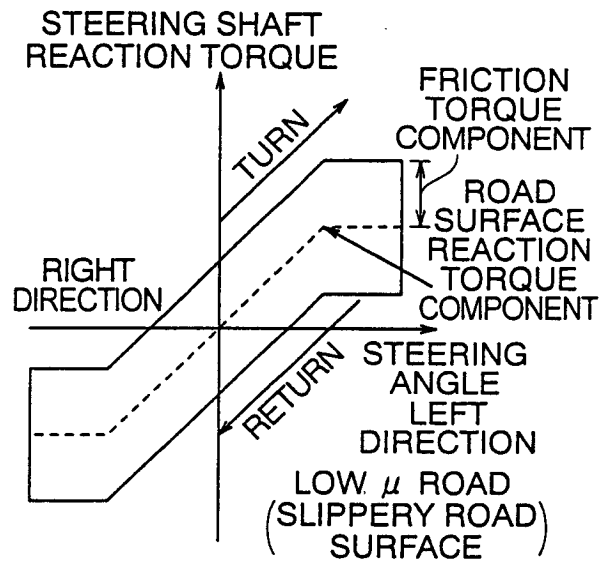 STEERING SHAFT
REACTION TORQUE
TURN
FRICTION
TORQUE
COMPONENT
ROAD
SURFACE
REACTION
TORQUE
COMPONENT
RIGHT
DIRECTION
RETURN
STEERING
ANGLE
LEFT
DIRECTION
LOW. μ ROAD
(SLIPPERY ROAD)
SURFACE